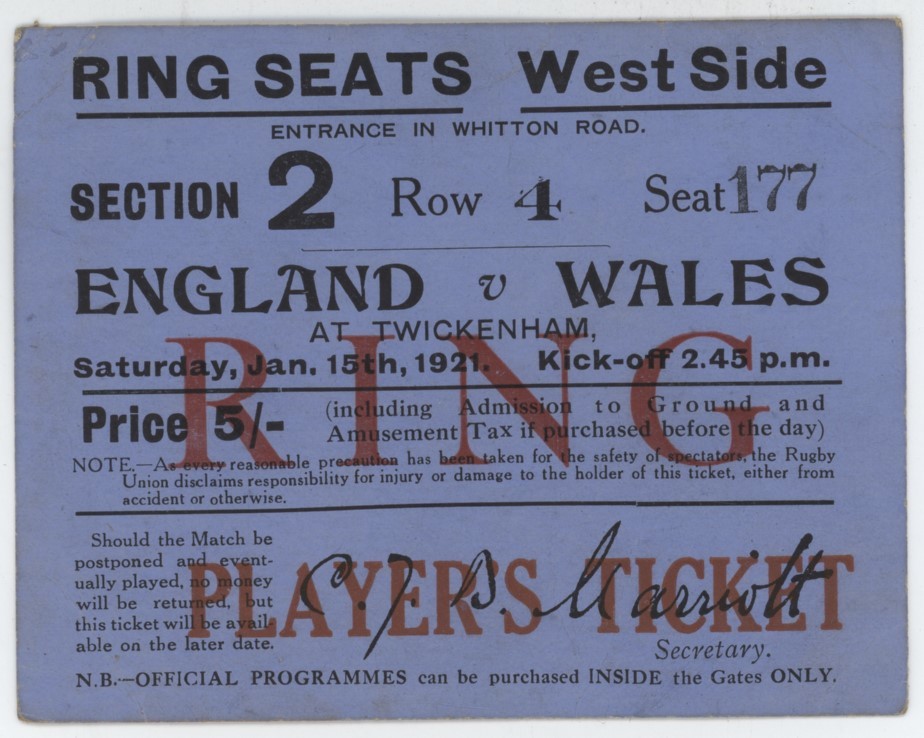 RING SEATS West Side
ENTRANCE IN WHITTON ROAD.
SECTION 2 Row 4 Seat 177
ENGLAND v WALES
AT TWICKENHAM,
Saturday, Jan. 15th, 1921. Kick-off 2.45 p.m.
RING
Price 5/- (including Admission to Ground and
Amusement Tax if purchased before the day)
NOTE.—As every reasonable precaution has been taken for the safety of spectators, the Rugby
Union disclaims responsibility for injury or damage to the holder of this ticket, either from
accident or otherwise.
Should the Match be
postponed and event-
ually played, no money
will be returned, but
this ticket will be avail-
able on the later date.
PLAYER'S TICKET
C. J. B. Marriott
Secretary.
N.B.—OFFICIAL PROGRAMMES can be purchased INSIDE the Gates ONLY.